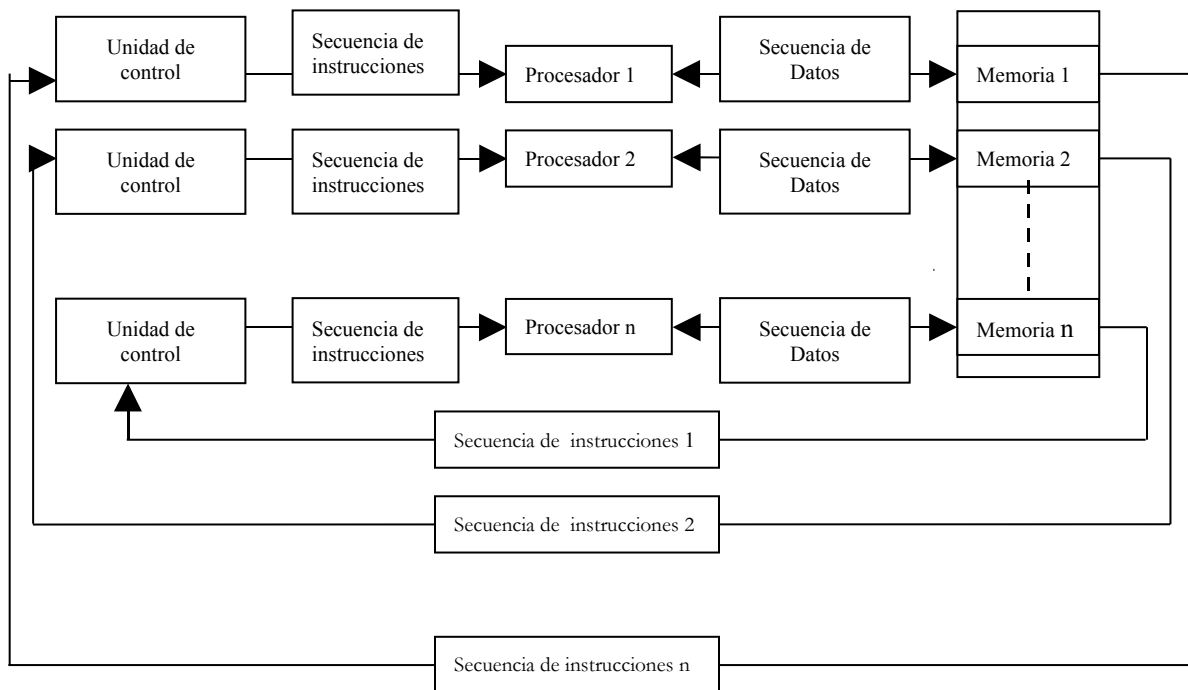 Unidad de
control
Secuencia de
instrucciones
Procesador 1
Secuencia de
Datos
Memoria 1
Unidad de
control
Secuencia de
instrucciones
Procesador 2
Secuencia de
Datos
Memoria 2
Unidad de
control
Secuencia de
instrucciones
Procesador n
Secuencia de
Datos
Memoria n
Secuencia de instrucciones 1
Secuencia de instrucciones 2
Secuencia de instrucciones n